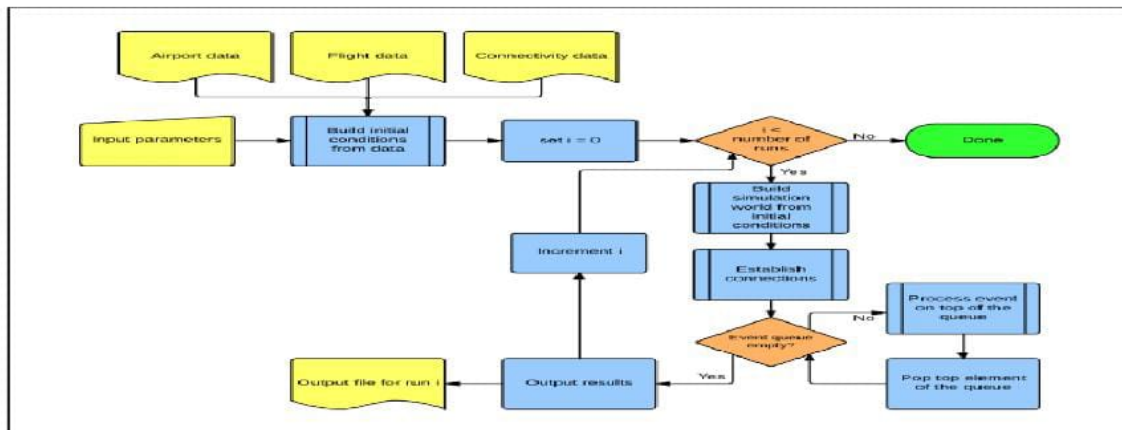 Airport data
Flight data
Connectivity data
Input parameters
Build initial
conditions
from data
set i = 0
i <
number of
runs
No
Done
Yes
Build
simulation
world from
initial
conditions
Increment i
Establish
connections
Process event
on top of the
queue
No
Event queue
empty?
Yes
Pop top element
of the queue
Output results
Output file for run i